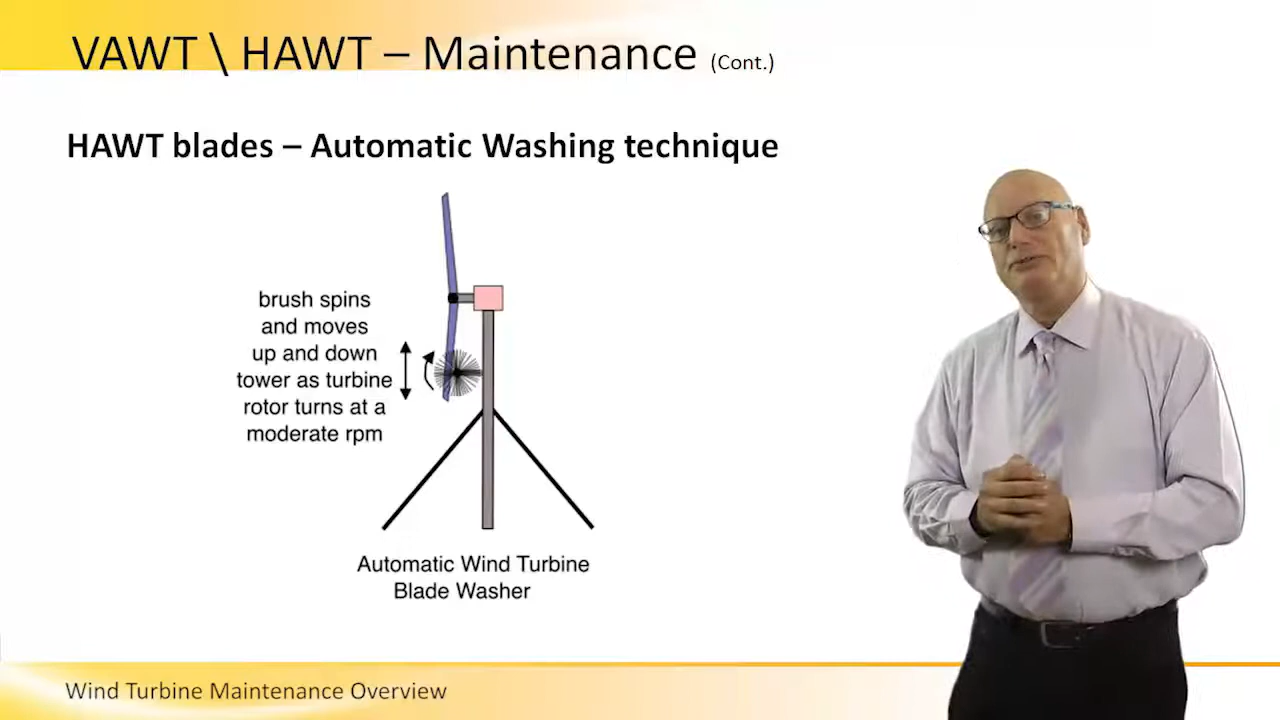 VAWT \ HAWT – Maintenance (Cont.)
HAWT blades – Automatic Washing technique
brush spins
and moves
up and down
tower as turbine
rotor turns at a
moderate rpm
Automatic Wind Turbine
Blade Washer
Wind Turbine Maintenance Overview